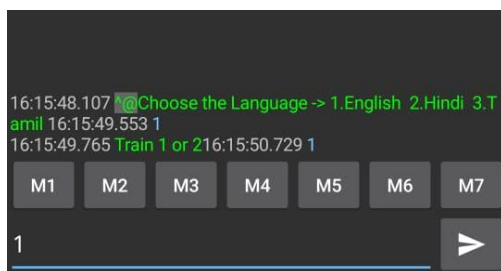 16:15:48.107 ^@Choose the Language -> 1.English 2.Hindi 3.T
amil 16:15:49.553 1
16:15:49.765 Train 1 or 216:15:50.729 1
M1 M2 M3 M4 M5 M6 M7
1